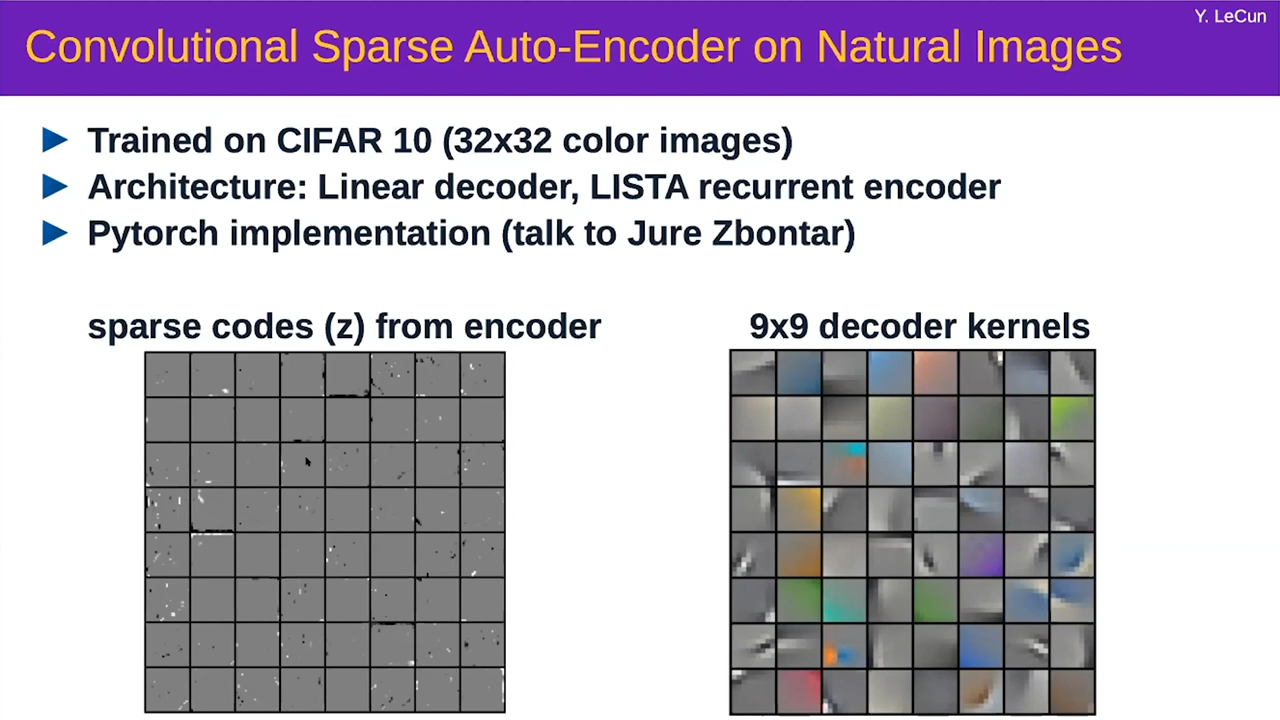 Y. LeCun
Convolutional Sparse Auto-Encoder on Natural Images
Trained on CIFAR 10 (32x32 color images)
Architecture: Linear decoder, LISTA recurrent encoder
Pytorch implementation (talk to Jure Zbontar)
sparse codes (z) from encoder
9x9 decoder kernels